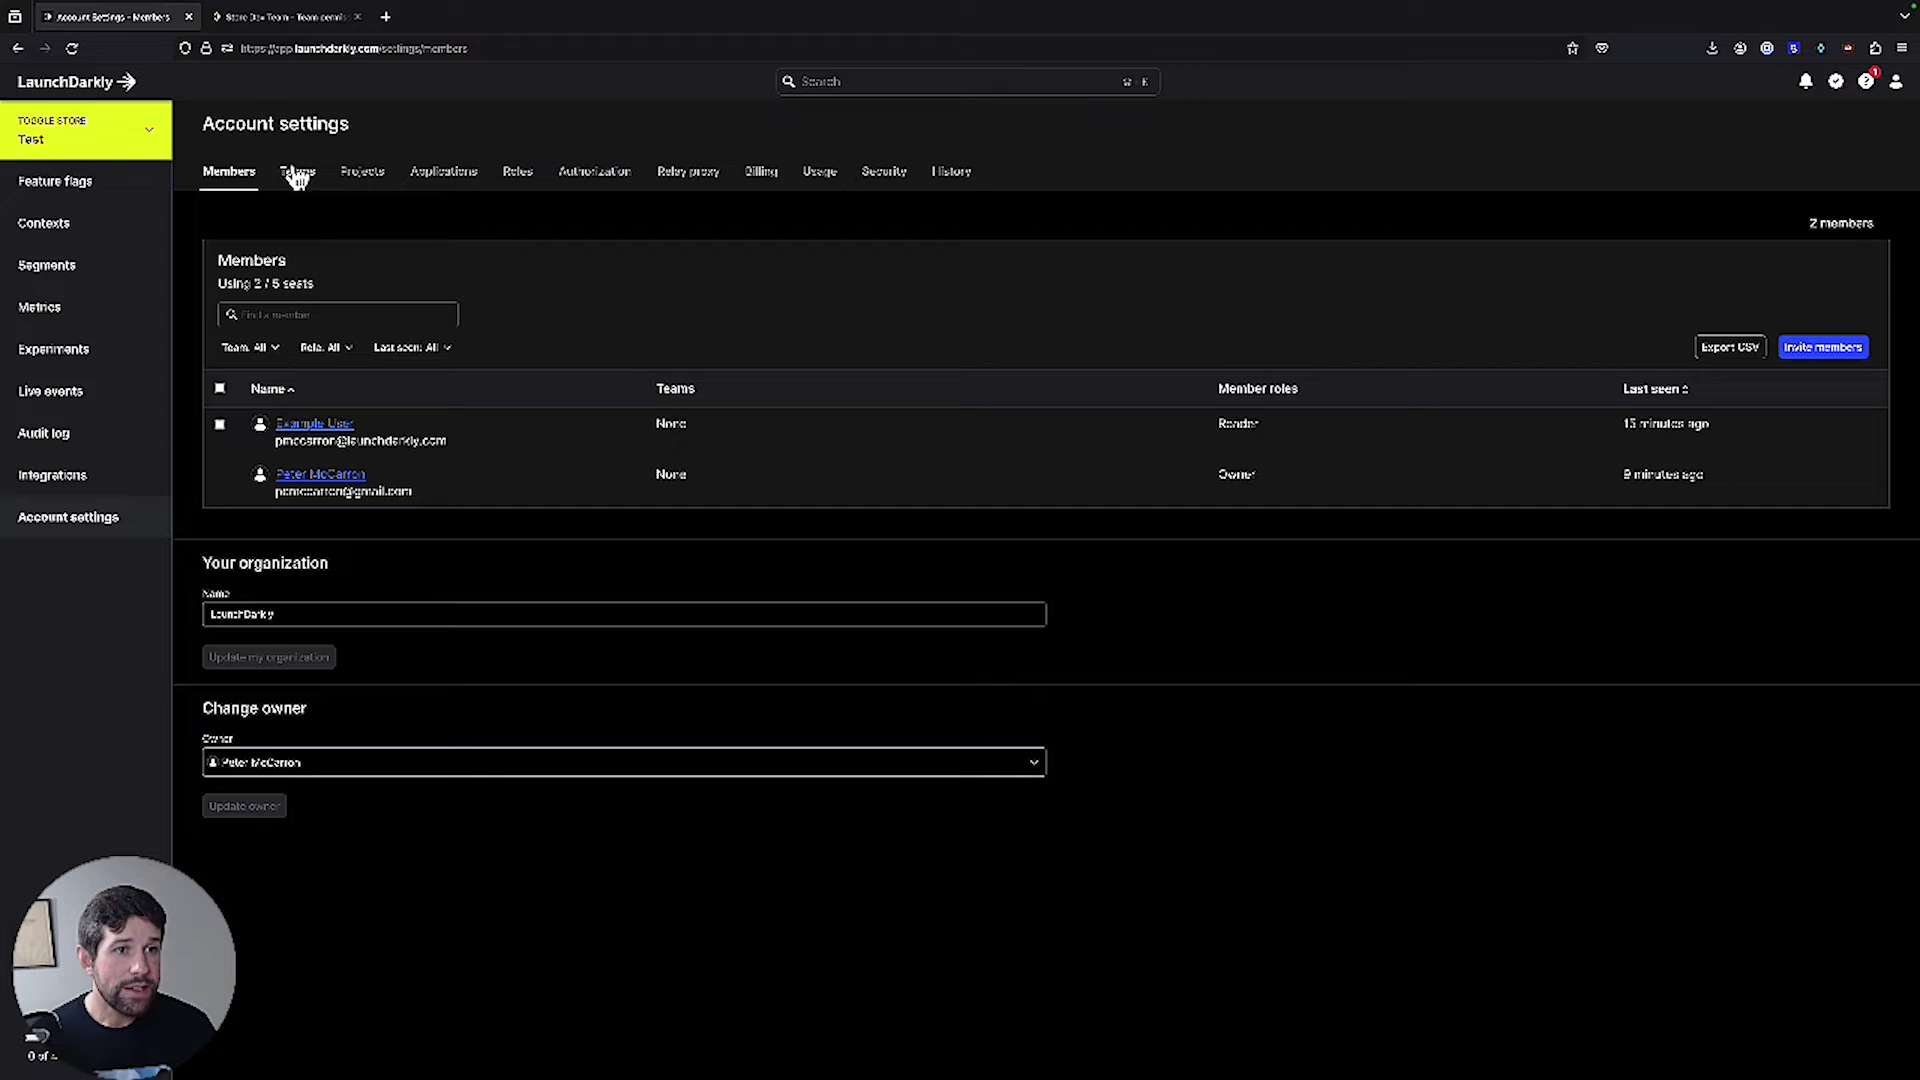 Account Settings - Members
Store Dev Team - Team permis
https://app.launchdarkly.com/settings/members
LaunchDarkly
Search
1
TOGGLE STORE
Test
Account settings
Members
Projects
Applications
Roles
Authorization
Relay proxy
Billing
Usage
Security
History
Feature flags
Contexts
Segments
Metrics
Experiments
Live events
Audit log
Integrations
Account settings
2 members
Members
Using 2 / 5 seats
Find a member
Team: All
Role: All
Last seen: All
Export CSV
Invite members
Name
Teams
Member roles
Last seen
Example User
None
Reader
15 minutes ago
pmccarron@launchdarkly.com
Peter McCarron
None
Owner
9 minutes ago
Your organization
Name
LaunchDarkly
Update my organization
Change owner
Owner
Peter McCarron
Update owner
0 of